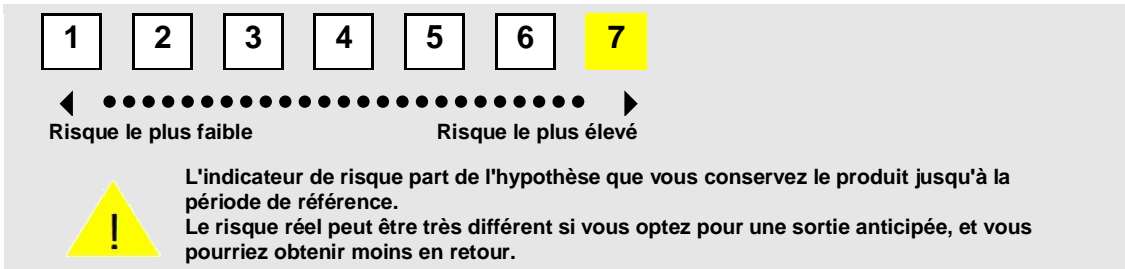 1 2 3 4 5 6 7
Risque le plus faible Risque le plus élevé
L'indicateur de risque part de l'hypothèse que vous conservez le produit jusqu'à la
période de référence.
Le risque réel peut être très différent si vous optez pour une sortie anticipée, et vous
pourriez obtenir moins en retour.
!